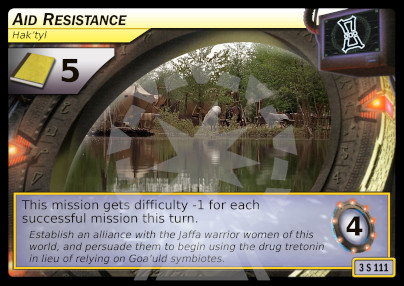 AID RESISTANCE
Hak'tyl
5
This mission gets difficulty -1 for each
successful mission this turn.
Establish an alliance with the Jaffa warrior women of this
world, and persuade them to begin using the drug tretonin
in lieu of relying on Goa'uld symbiotes.
4
3 S 111